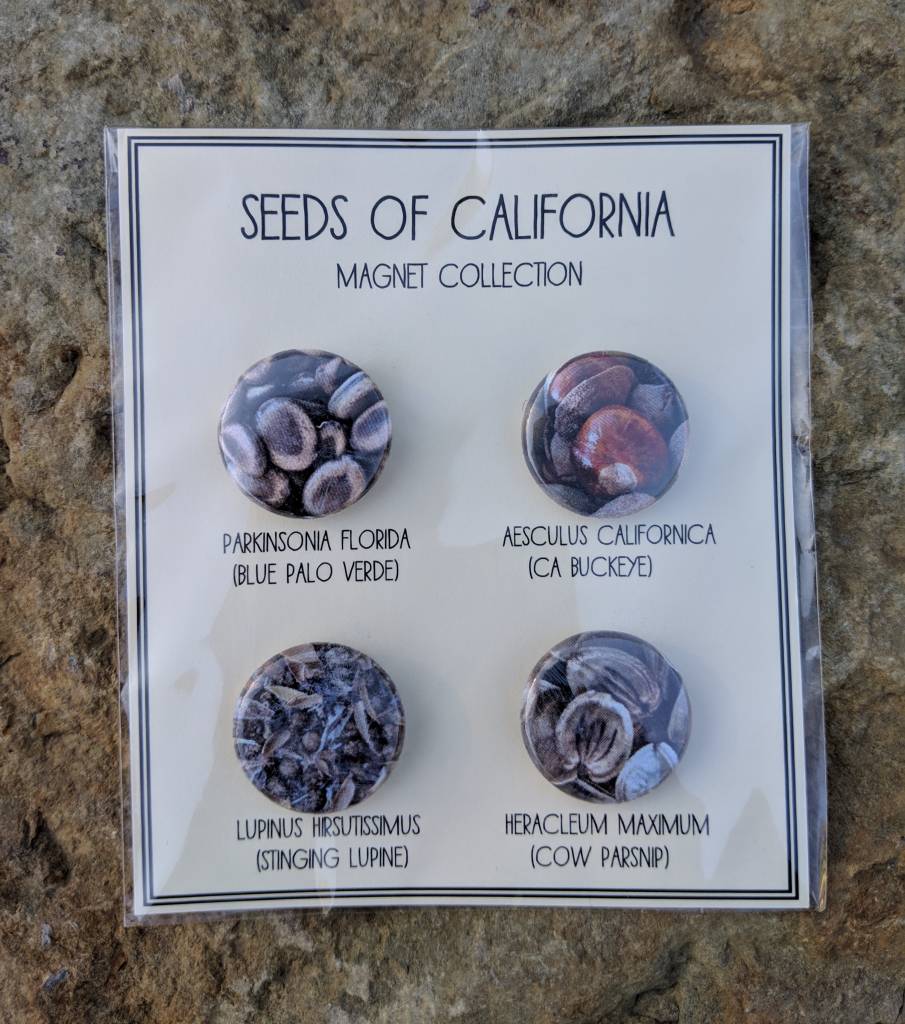 SEEDS OF CALIFORNIA
MAGNET COLLECTION
PARKINSONIA FLORIDA
(BLUE PALO VERDE)
AESCULUS CALIFORNICA
(CA BUCKEYE)
LUPINUS HIRSUTISSIMUS
(STINGING LUPINE)
HERACLEUM MAXIMUM
(COW PARSNIP)